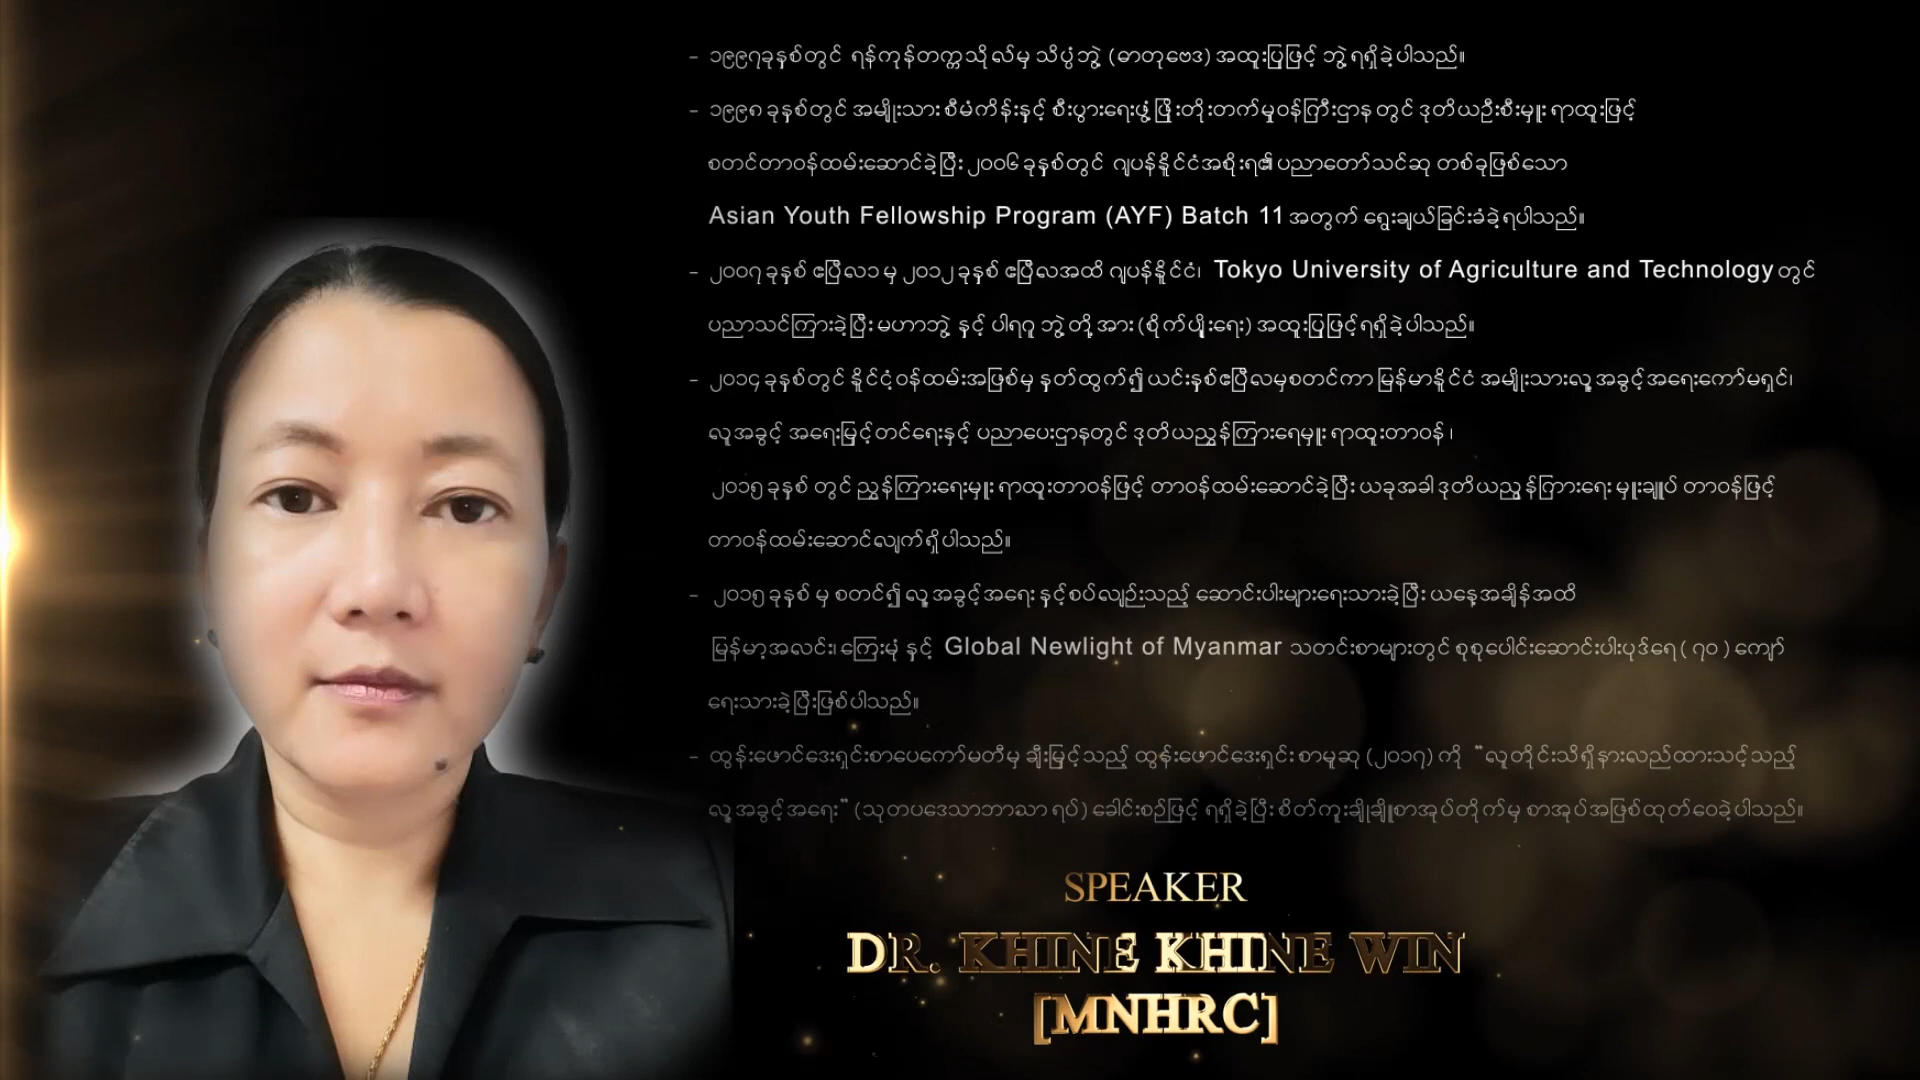 - ၁၉၉၇ခုနှစ်တွင် ရန်ကုန်တက္ကသိုလ်မှ သိပ္ပံဘွဲ့ (ဓာတုဗေဒ) အထူးပြုဖြင့် ဘွဲ့ရရှိခဲ့ပါသည်။
- ၁၉၉၈ ခုနှစ်တွင် အမျိုးသားစီမံကိန်းနှင့် စီးပွားရေးဖွံ့ဖြိုးတိုးတက်မှုဝန်ကြီးဌာနတွင် ဒုတိယဦးစီးမှူး ရာထူးဖြင့်
စတင်တာဝန်ထမ်းဆောင်ခဲ့ပြီး ၂၀၀၆ ခုနှစ်တွင် ဂျပန်နိုင်ငံအစိုးရ၏ ပညာတော်သင်ဆု တစ်ခုဖြစ်သော
Asian Youth Fellowship Program (AYF) Batch 11 အတွက် ရွေးချယ်ခြင်းခံခဲ့ရပါသည်။
- ၂၀၀၇ ခုနှစ် ဧပြီလ၁ မှ ၂၀၁၂ ခုနှစ် ဧပြီလအထိ ဂျပန်နိုင်ငံ၊ Tokyo University of Agriculture and Technology တွင်
ပညာသင်ကြားခဲ့ပြီး မဟာဘွဲ့ နှင့် ပါရဂူ ဘွဲ့တို့အား (စိုက်ပျိုးရေး) အထူးပြုဖြင့်ရရှိခဲ့ပါသည်။
- ၂၀၁၄ ခုနှစ်တွင် နိုင်ငံ့ဝန်ထမ်းအဖြစ်မှ နုတ်ထွက်၍ ယင်းနှစ်ဧပြီလမှစတင်ကာ မြန်မာနိုင်ငံ အမျိုးသားလူ့အခွင့်အရေးကော်မရှင်၊
လူအခွင့် အရေးမြှင့်တင်ရေးနှင့် ပညာပေးဌာနတွင် ဒုတိယညွှန်ကြားရေမှူး ရာထူးတာဝန် ၊
၂၀၁၅ ခုနှစ် တွင် ညွှန်ကြားရေးမှူး ရာထူးတာဝန်ဖြင့် တာဝန်ထမ်းဆောင်ခဲ့ပြီး ယခုအခါ ဒုတိယညွှန်ကြားရေး မှူးချူပ် တာဝန်ဖြင့်
တာဝန်ထမ်းဆောင်လျက်ရှိပါသည်။
- ၂၀၁၅ ခုနှစ် မှ စတင်၍ လူ့အခွင့်အရေး နှင့်စပ်လျဉ်းသည့် ဆောင်းပါးများရေးသားခဲ့ပြီး ယနေ့အချိန်အထိ
မြန်မာ့အလင်း၊ ကြေးမုံ နှင့် Global Newlight of Myanmar သတင်းစာများတွင် စုစုပေါင်းဆောင်းပါးပုဒ်ရေ ( ၇၀ ) ကျော်
ရေးသားခဲ့ပြီးဖြစ်ပါသည်။
- ထွန်းဖောင်ဒေးရှင်းစာပေကော်မတီမှ ချီးမြှင့်သည့် ထွန်းဖောင်ဒေးရှင်း စာမူဆု (၂၀၁၇) ကို "လူတိုင်းသိရှိနားလည်ထားသင့်သည့်
လူ့အခွင့်အရေး" (သုတပဒေသာဘာသာ ရပ်) ခေါင်းစဉ်ဖြင့် ရရှိခဲ့ပြီး စိတ်ကူးချိုချိုစာအုပ်တိုက်မှ စာအုပ်အဖြစ်ထုတ်ဝေခဲ့ပါသည်။
SPEAKER
DR. KHINE KHINE WIN
[MNHRC]